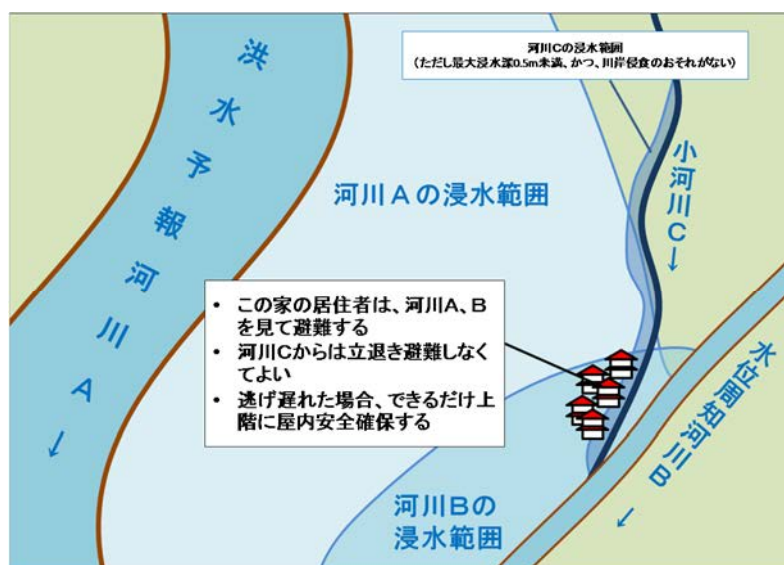 河川Cの浸水範囲
（ただし最大浸水深0.5m未満、かつ、川岸侵食のおそれがない）
洪水予報河川A
↓
河川Aの浸水範囲
小河川C↓
・ この家の居住者は、河川A、B
を見て避難する
・ 河川Cからは立退き避難しなく
てよい
・ 逃げ遅れた場合、できるだけ上
階に屋内安全確保する
水位周知河川B
↓
河川Bの
浸水範囲